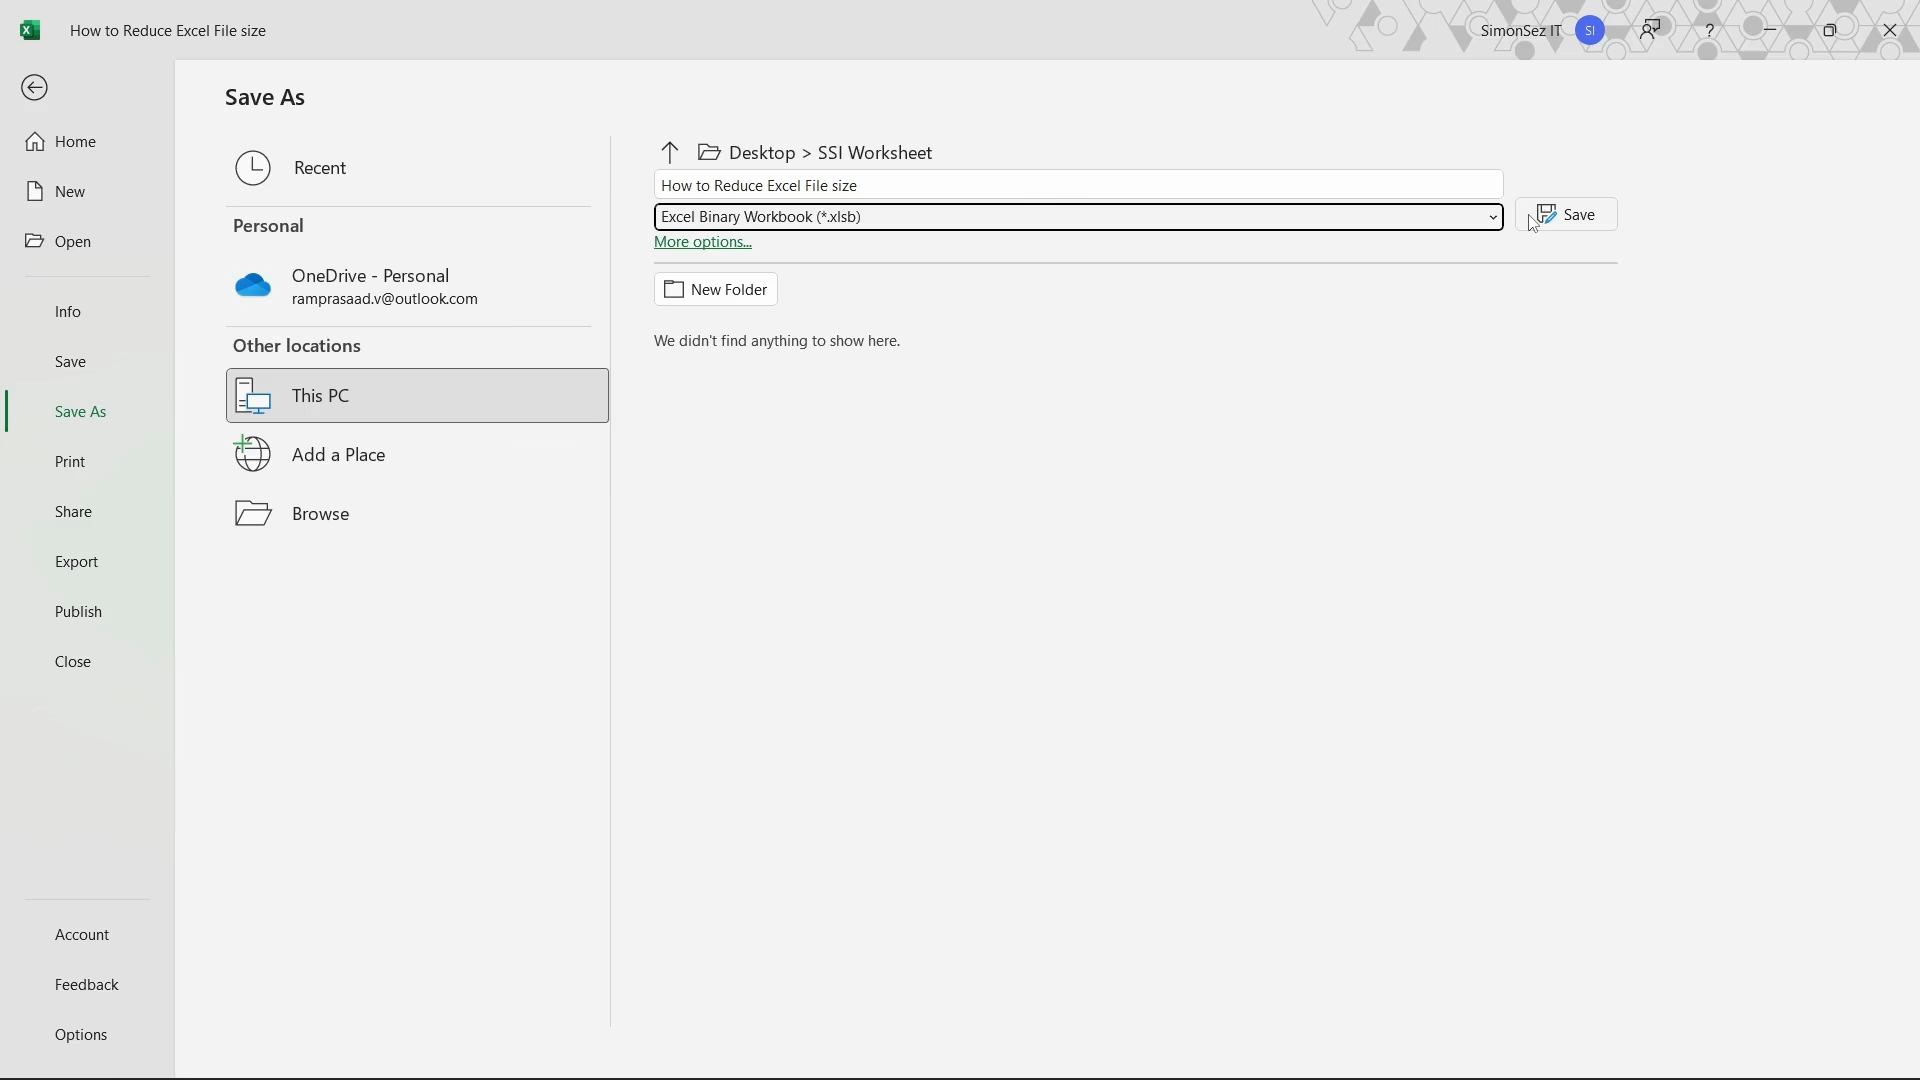 How to Reduce Excel File size
SimonSez IT
SI
?
Home
New
Open
Info
Save
Save As
Print
Share
Export
Publish
Close
Account
Feedback
Options
Save As
Recent
Personal
OneDrive - Personal
ramprasaad.v@outlook.com
Other locations
This PC
Add a Place
Browse
Desktop > SSI Worksheet
How to Reduce Excel File size
Excel Binary Workbook (*.xlsb)
Save
More options...
New Folder
We didn't find anything to show here.